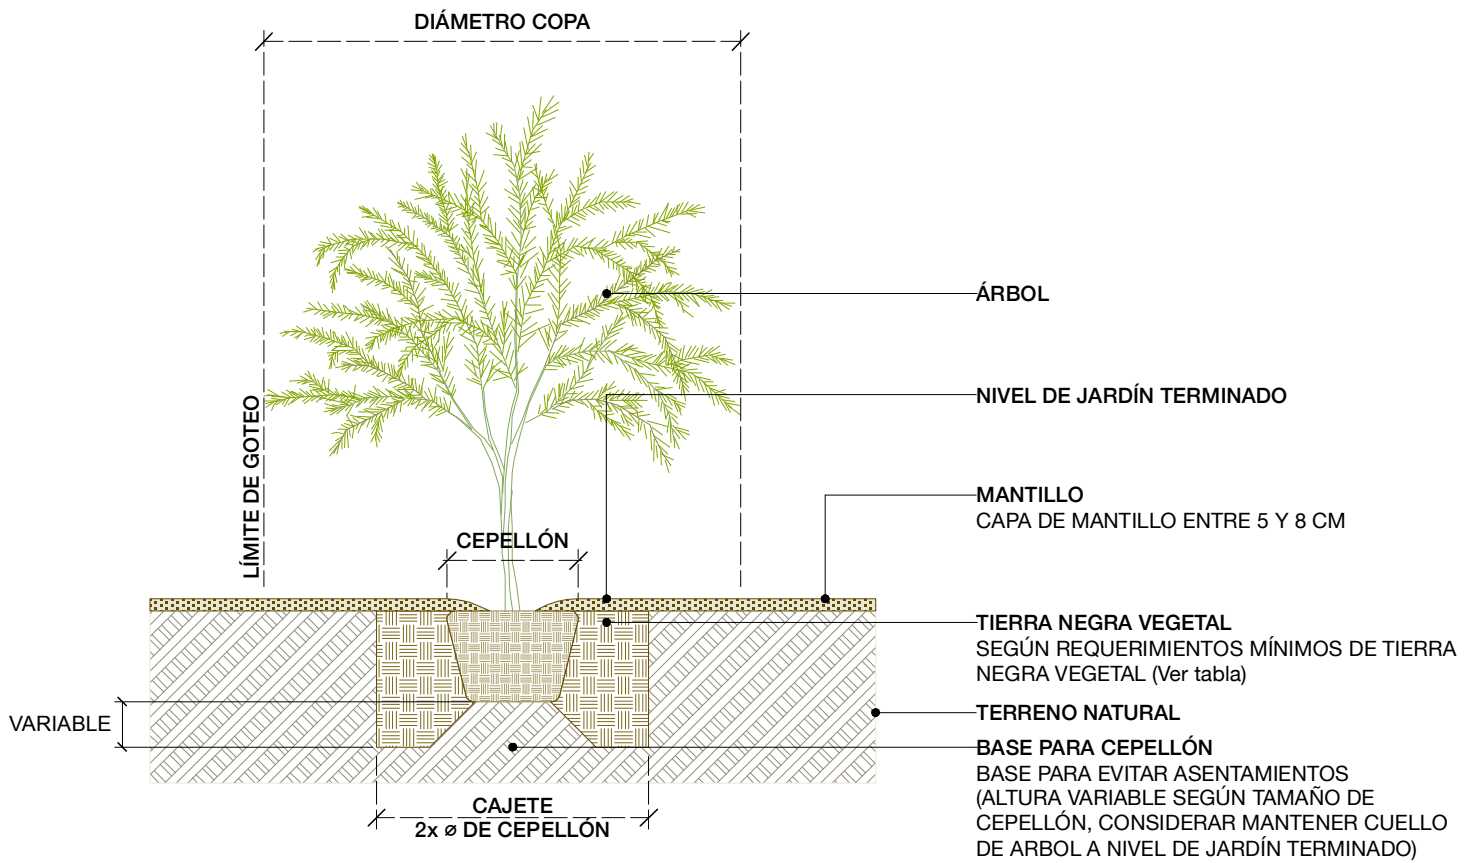 DIÁMETRO COPA
ÁRBOL
NIVEL DE JARDÍN TERMINADO
LÍMITE DE GOTEO
MANTILLO
CAPA DE MANTILLO ENTRE 5 Y 8 CM
CEPELLÓN
TIERRA NEGRA VEGETAL
SEGÚN REQUERIMIENTOS MÍNIMOS DE TIERRA
NEGRA VEGETAL (Ver tabla)
VARIABLE
TERRENO NATURAL
BASE PARA CEPELLÓN
BASE PARA EVITAR ASENTAMIENTOS
(ALTURA VARIABLE SEGÚN TAMAÑO DE
CEPELLÓN, CONSIDERAR MANTENER CUELLO
DE ARBOL A NIVEL DE JARDÍN TERMINADO)
CAJETE
2x ø DE CEPELLÓN